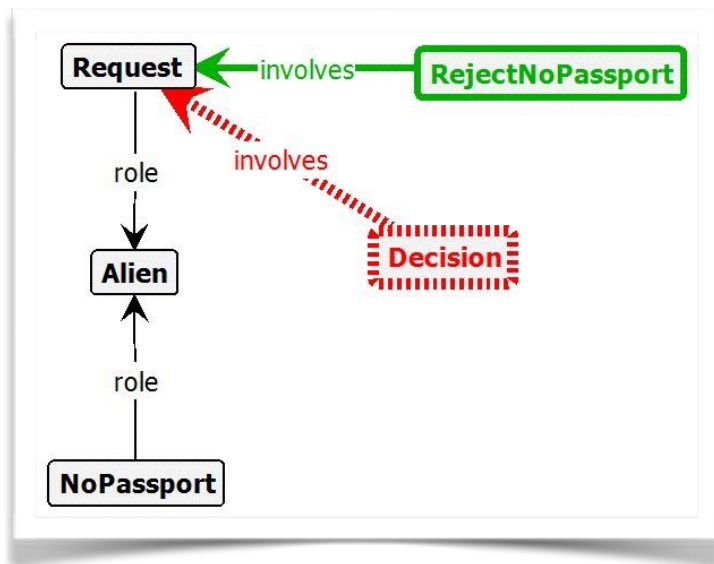 Request
involves
RejectNoPassport
role
involves
Alien
Decision
role
NoPassport